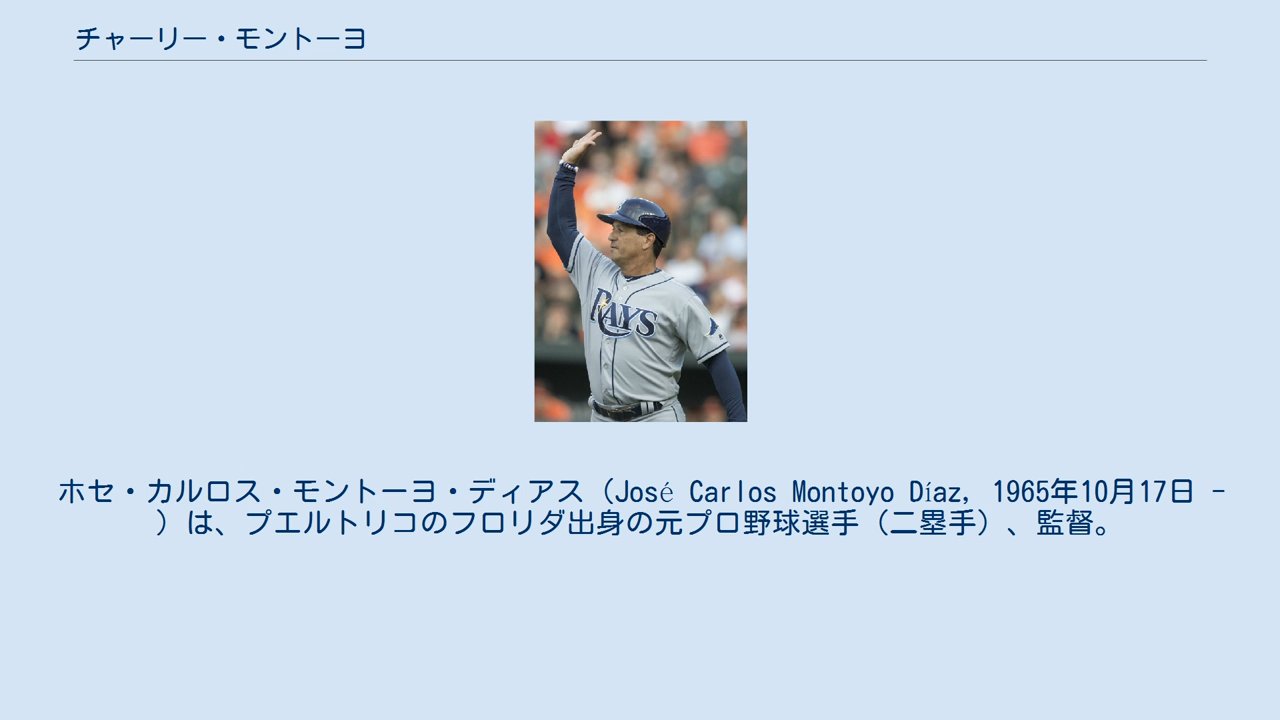 チャーリー・モントーヨ
RAYS
ホセ・カルロス・モントーヨ・ディアス（José Carlos Montoyo Díaz, 1965年10月17日 -
）は、プエルトリコのフロリダ出身の元プロ野球選手（二塁手）、監督。